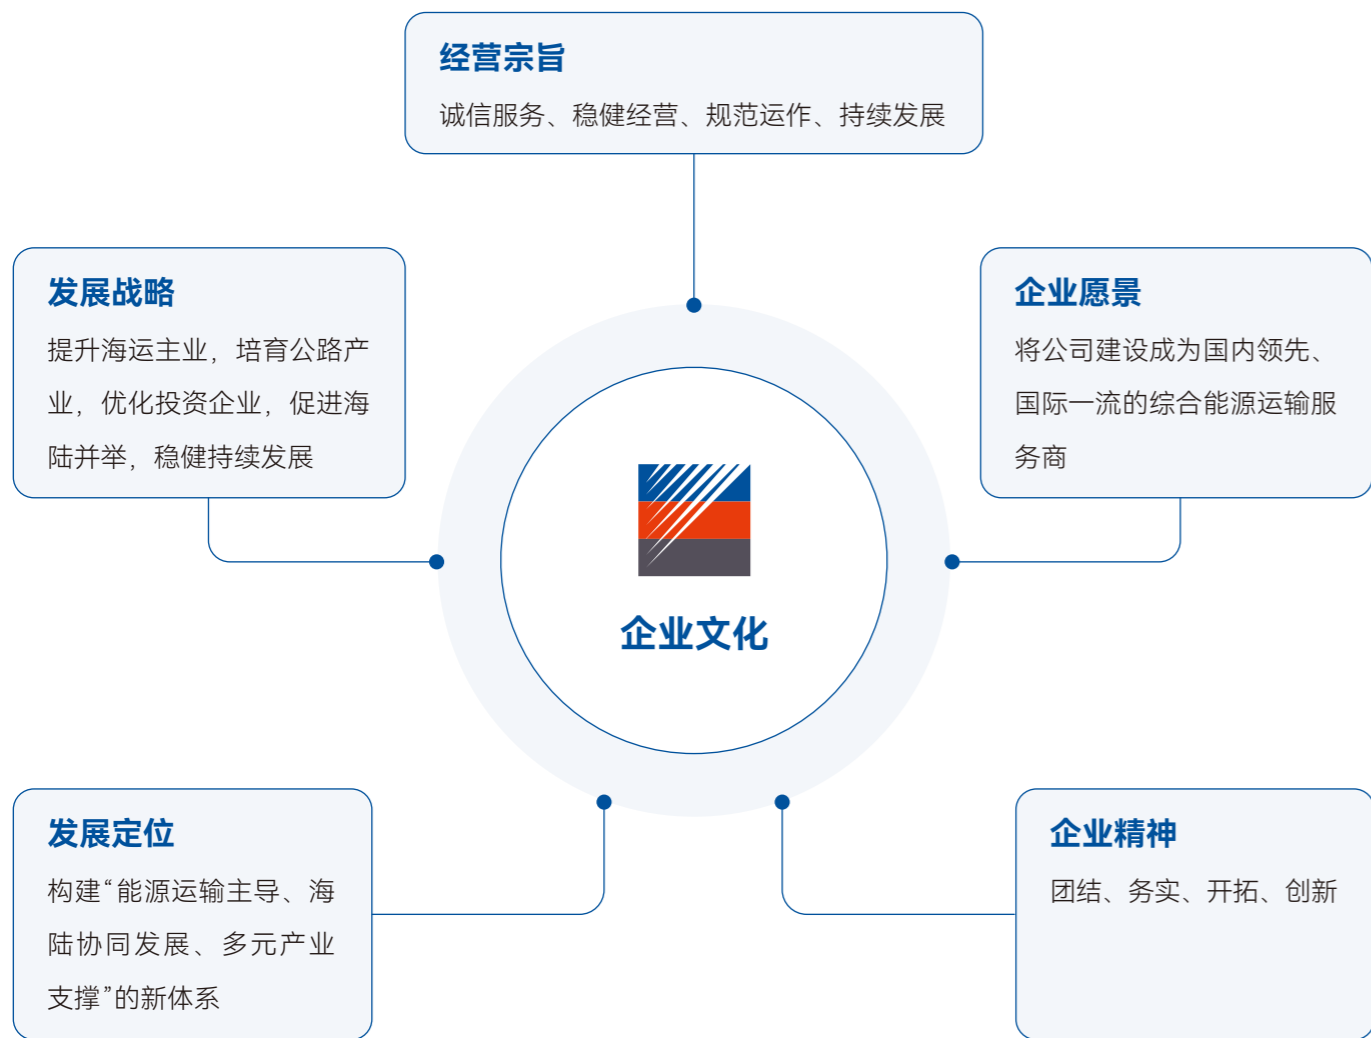 经营宗旨
诚信服务、稳健经营、规范运作、持续发展
发展战略
提升海运主业，培育公路产
业，优化投资企业，促进海
陆并举，稳健持续发展
企业愿景
将公司建设成为国内领先、
国际一流的综合能源运输服
务商
企业文化
发展定位
构建“能源运输主导、海
陆协同发展、多元产业
支撑”的新体系
企业精神
团结、务实、开拓、创新